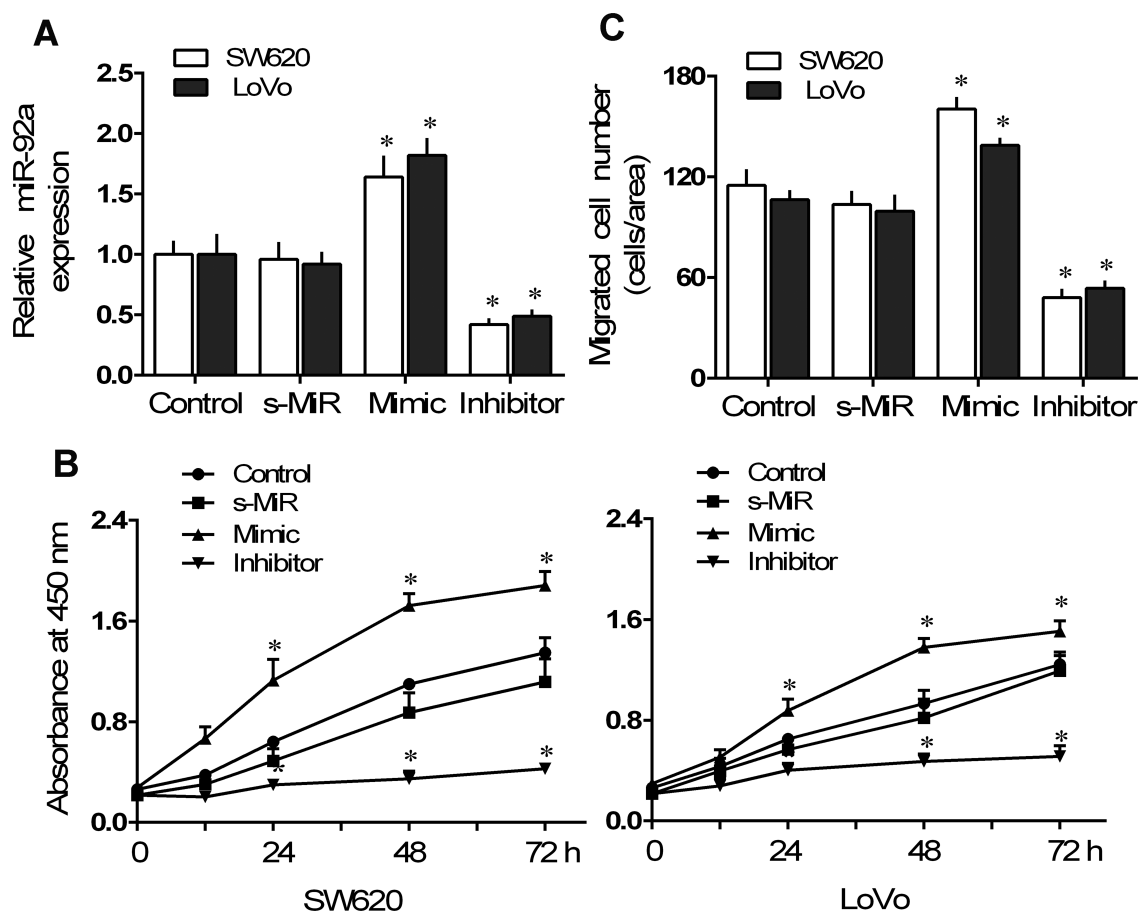 A
SW620
LoVo
Relative miR-92a
expression
2.5
2.0
1.5
1.0
0.5
0.0
* * * *
Control s-MiR Mimic Inhibitor
C
SW620
LoVo
Migrated cell number
(cells/area)
180
120
60
0
* * * *
Control s-MiR Mimic Inhibitor
B
Control
s-MiR
Mimic
Inhibitor
Absorbance at 450 nm
2.4
1.6
0.8
0.0
* * *
* * *
0 24 48 72 h
SW620
Control
s-MiR
Mimic
Inhibitor
2.4
1.6
0.8
0.0
* * *
* * *
0 24 48 72 h
LoVo